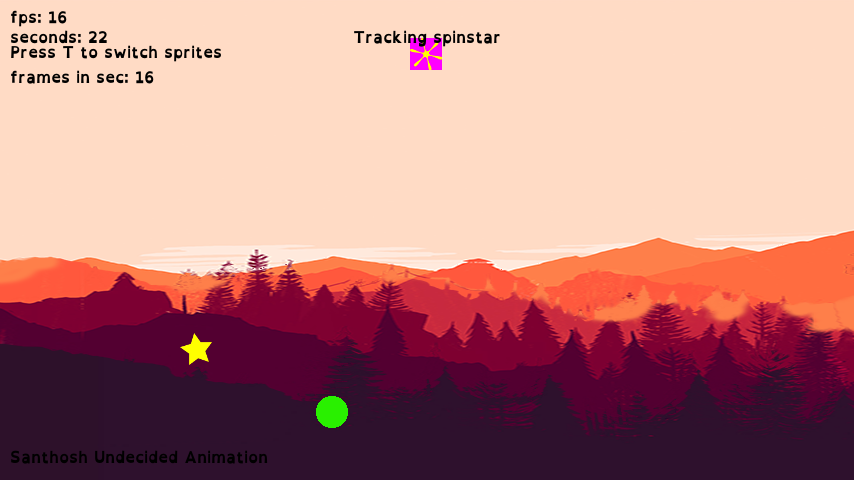 fps: 16
seconds: 22
Press T to switch sprites
frames in sec: 16
Tracking spinstar
Santhosh Undecided Animation